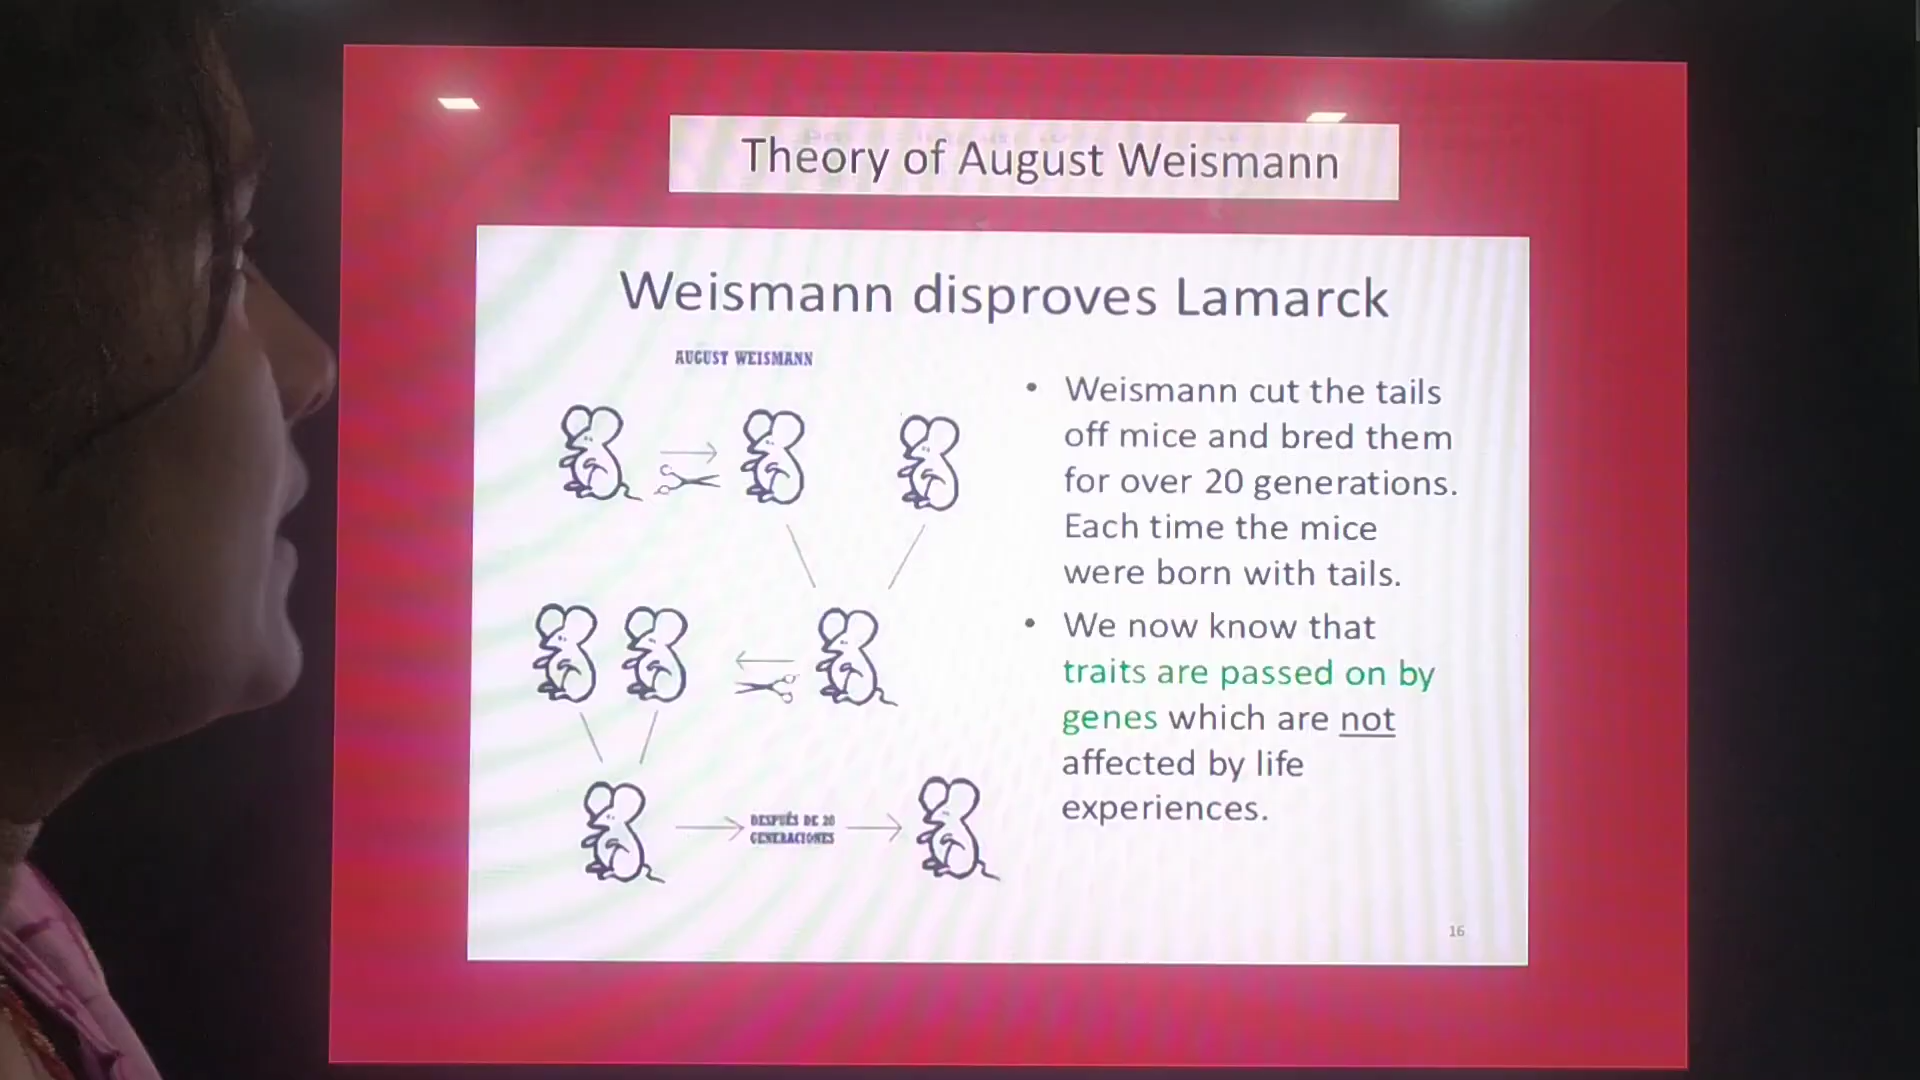 Theory of August Weismann
Weismann disproves Lamarck
AUGUST WEISMANN
• Weismann cut the tails
off mice and bred them
for over 20 generations.
Each time the mice
were born with tails.
• We now know that
traits are passed on by
genes which are not
affected by life
experiences.
DESPUÉS DE 20
GENERACIONES
16